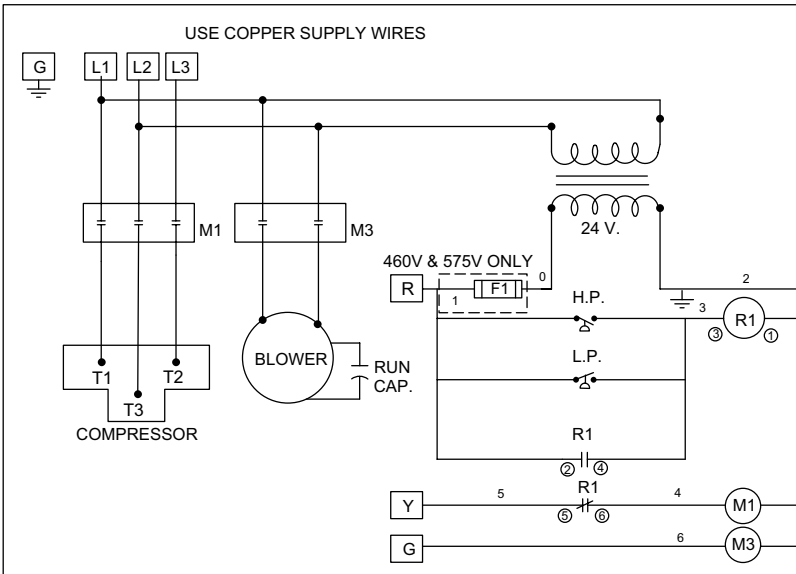 USE COPPER SUPPLY WIRES
G L1 L2 L3
M1 M3
24 V.
460V & 575V ONLY
R 1 F1 0 2
H.P. 3 R1
3 1
BLOWER RUN
CAP.
L.P.
T1 T2
T3
COMPRESSOR
R1
2 4
R1
Y 5 4 M1
5 6
G 6 M3